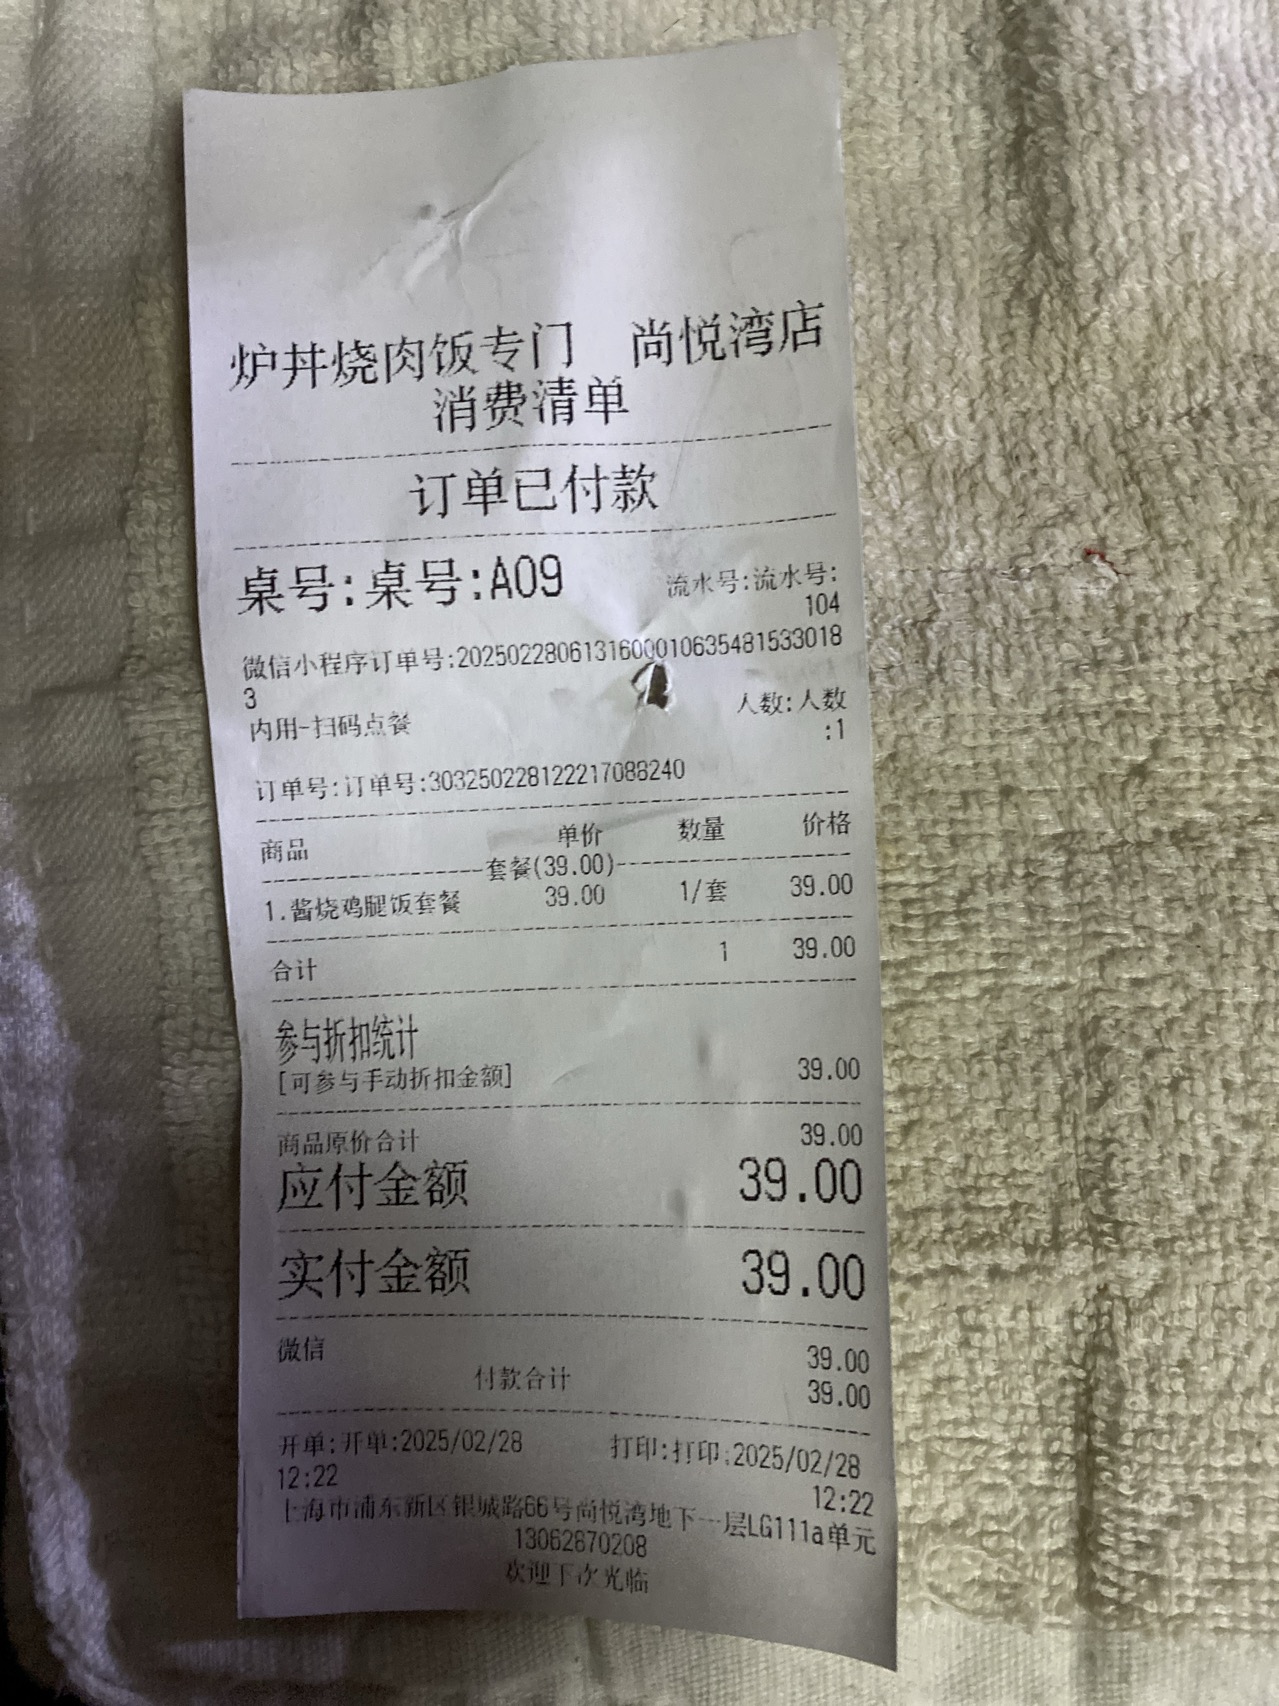 炉丼烧肉饭专门 尚悦湾店
消费清单
订单已付款
桌号:桌号:A09 流水号:流水号:
104
微信小程序订单号:2025022806131600010635481533018
3
内用-扫码点餐 人数:人数
:1
订单号:订单号:303250228122217088240
商品 单价 数量 价格
套餐(39.00)
1.酱烧鸡腿饭套餐 39.00 1/套 39.00
合计 1 39.00
参与折扣统计
[可参与手动折扣金额] 39.00
商品原价合计 39.00
应付金额 39.00
实付金额 39.00
微信 39.00
付款合计 39.00
开单:开单:2025/02/28 打印:打印:2025/02/28
12:22 12:22
上海市浦东新区银城路66号尚悦湾地下一层LG111a单元
13062870208
欢迎下次光临